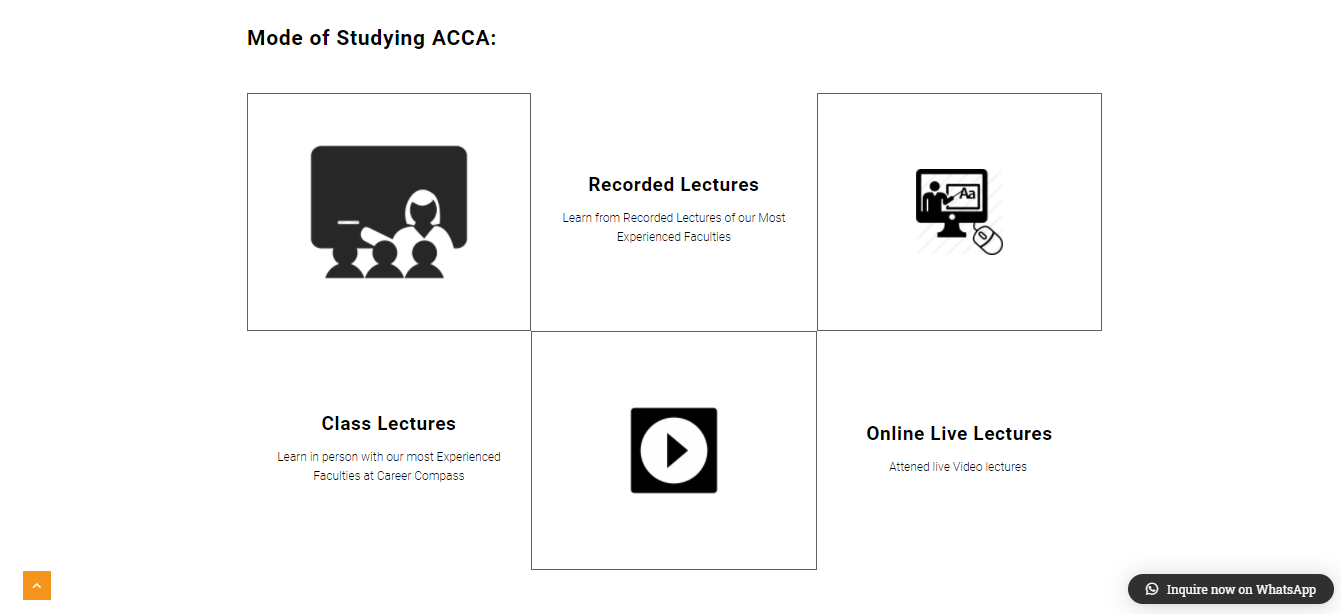 Mode of Studying ACCA:
Recorded Lectures
Learn from Recorded Lectures of our Most
Experienced Faculties
Aa
Class Lectures
Learn in person with our most Experienced
Faculties at Career Compass
Online Live Lectures
Attened live Video lectures
Inquire now on WhatsApp